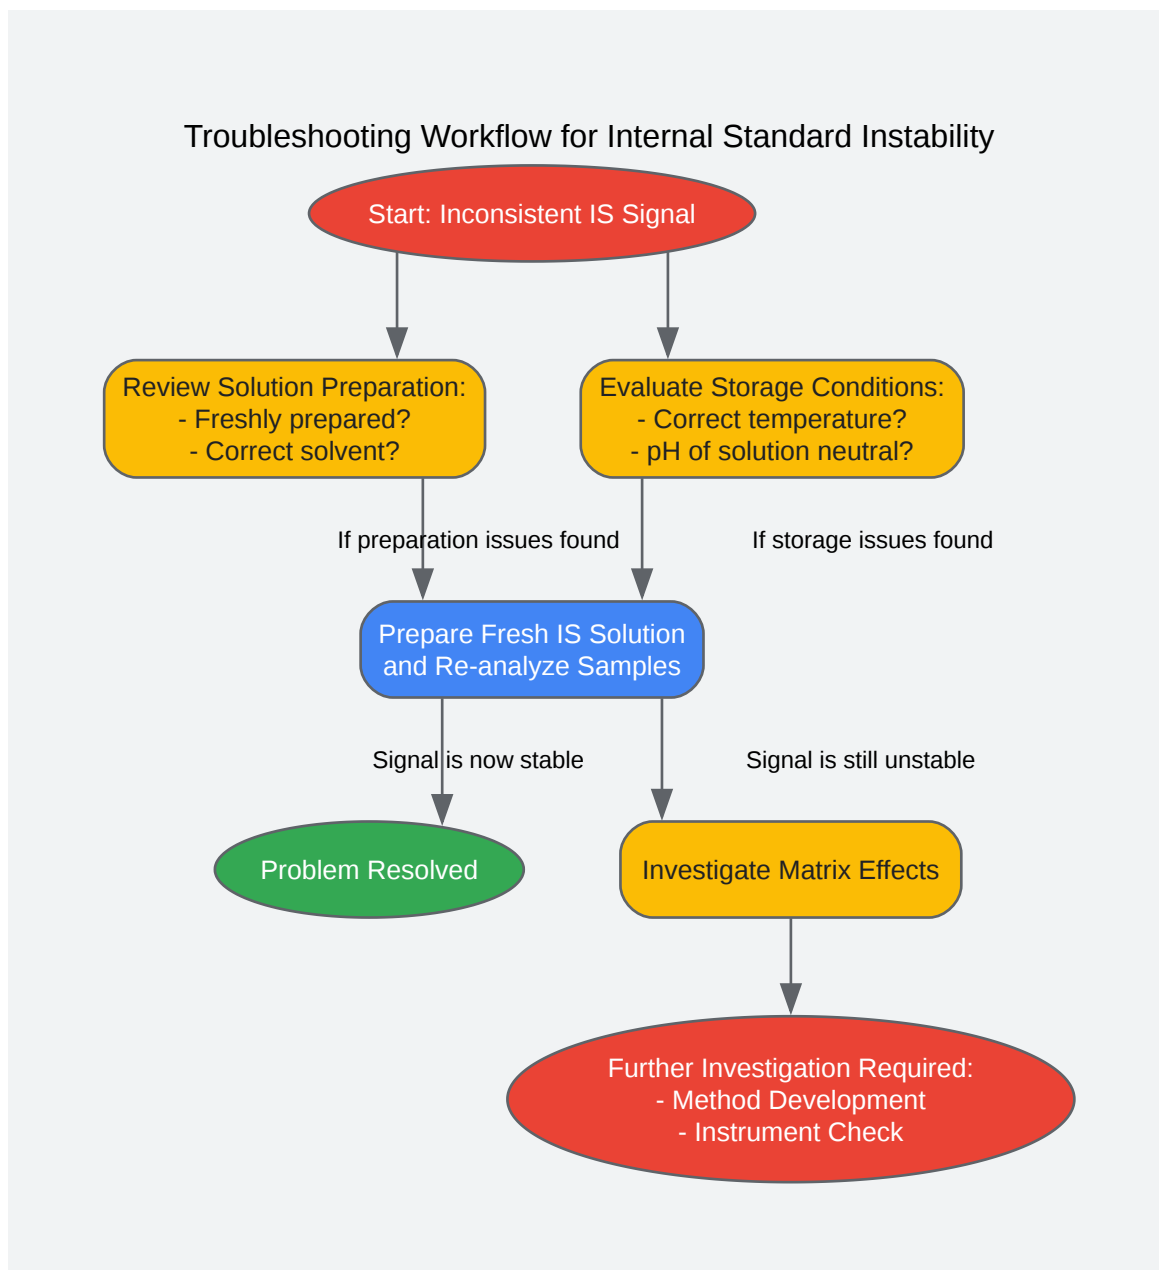 Troubleshooting Workflow for Internal Standard Instability
Start: Inconsistent IS Signal
Review Solution Preparation:
- Freshly prepared?
- Correct solvent?
Evaluate Storage Conditions:
- Correct temperature?
- pH of solution neutral?
If preparation issues found
If storage issues found
Prepare Fresh IS Solution
and Re-analyze Samples
Signal is now stable
Signal is still unstable
Problem Resolved
Investigate Matrix Effects
Further Investigation Required:
- Method Development
- Instrument Check